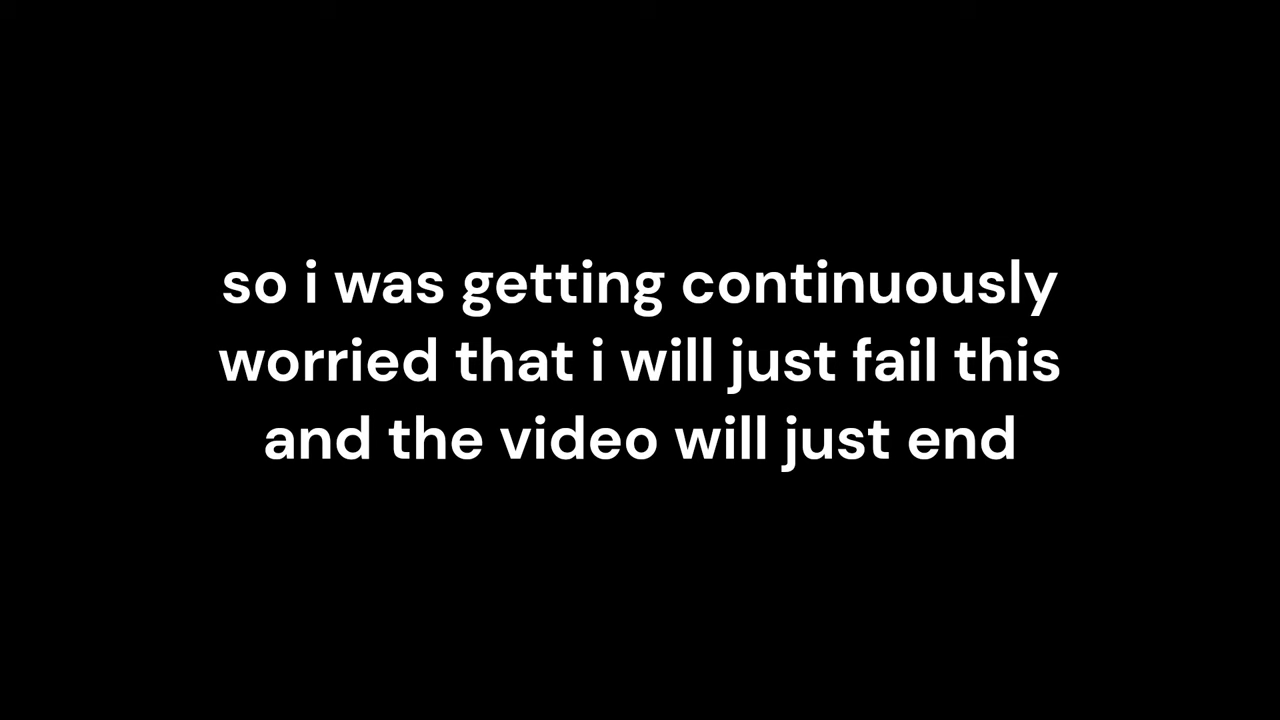 so i was getting continuously
worried that i will just fail this
and the video will just end